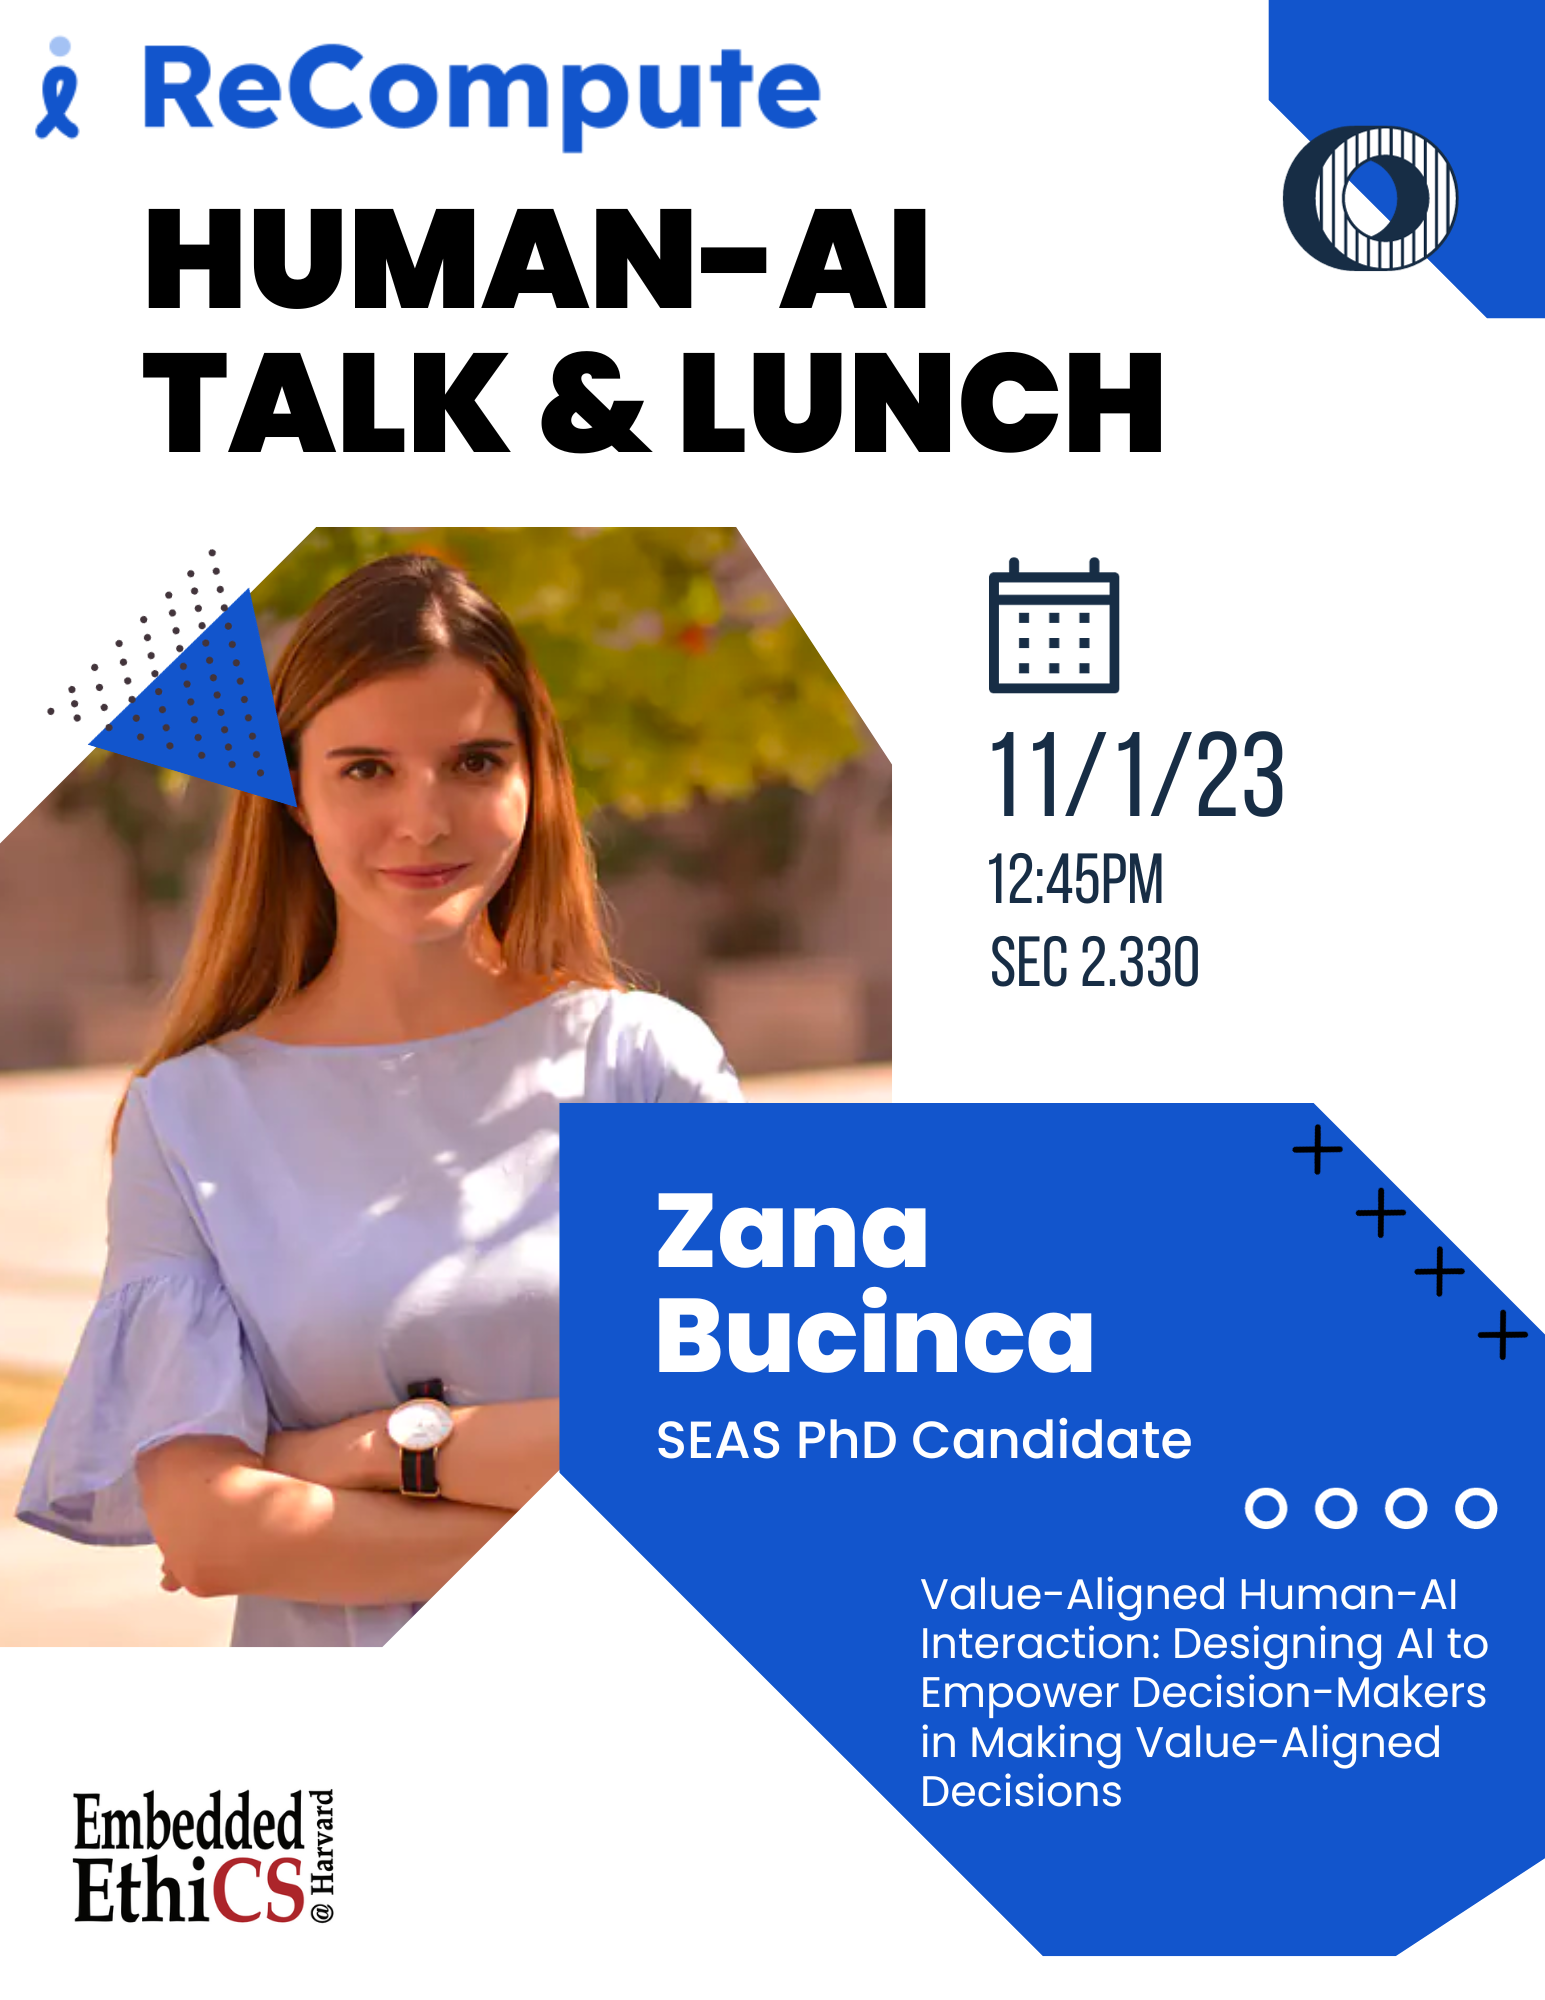 ReCompute
HUMAN-AI
TALK & LUNCH
11/1/23
12:45PM
SEC 2.330
Zana
Bucinca
SEAS PhD Candidate
Value-Aligned Human-AI
Interaction: Designing AI to
Empower Decision-Makers
in Making Value-Aligned
Decisions
Embedded
EthiCS
@ Harvard